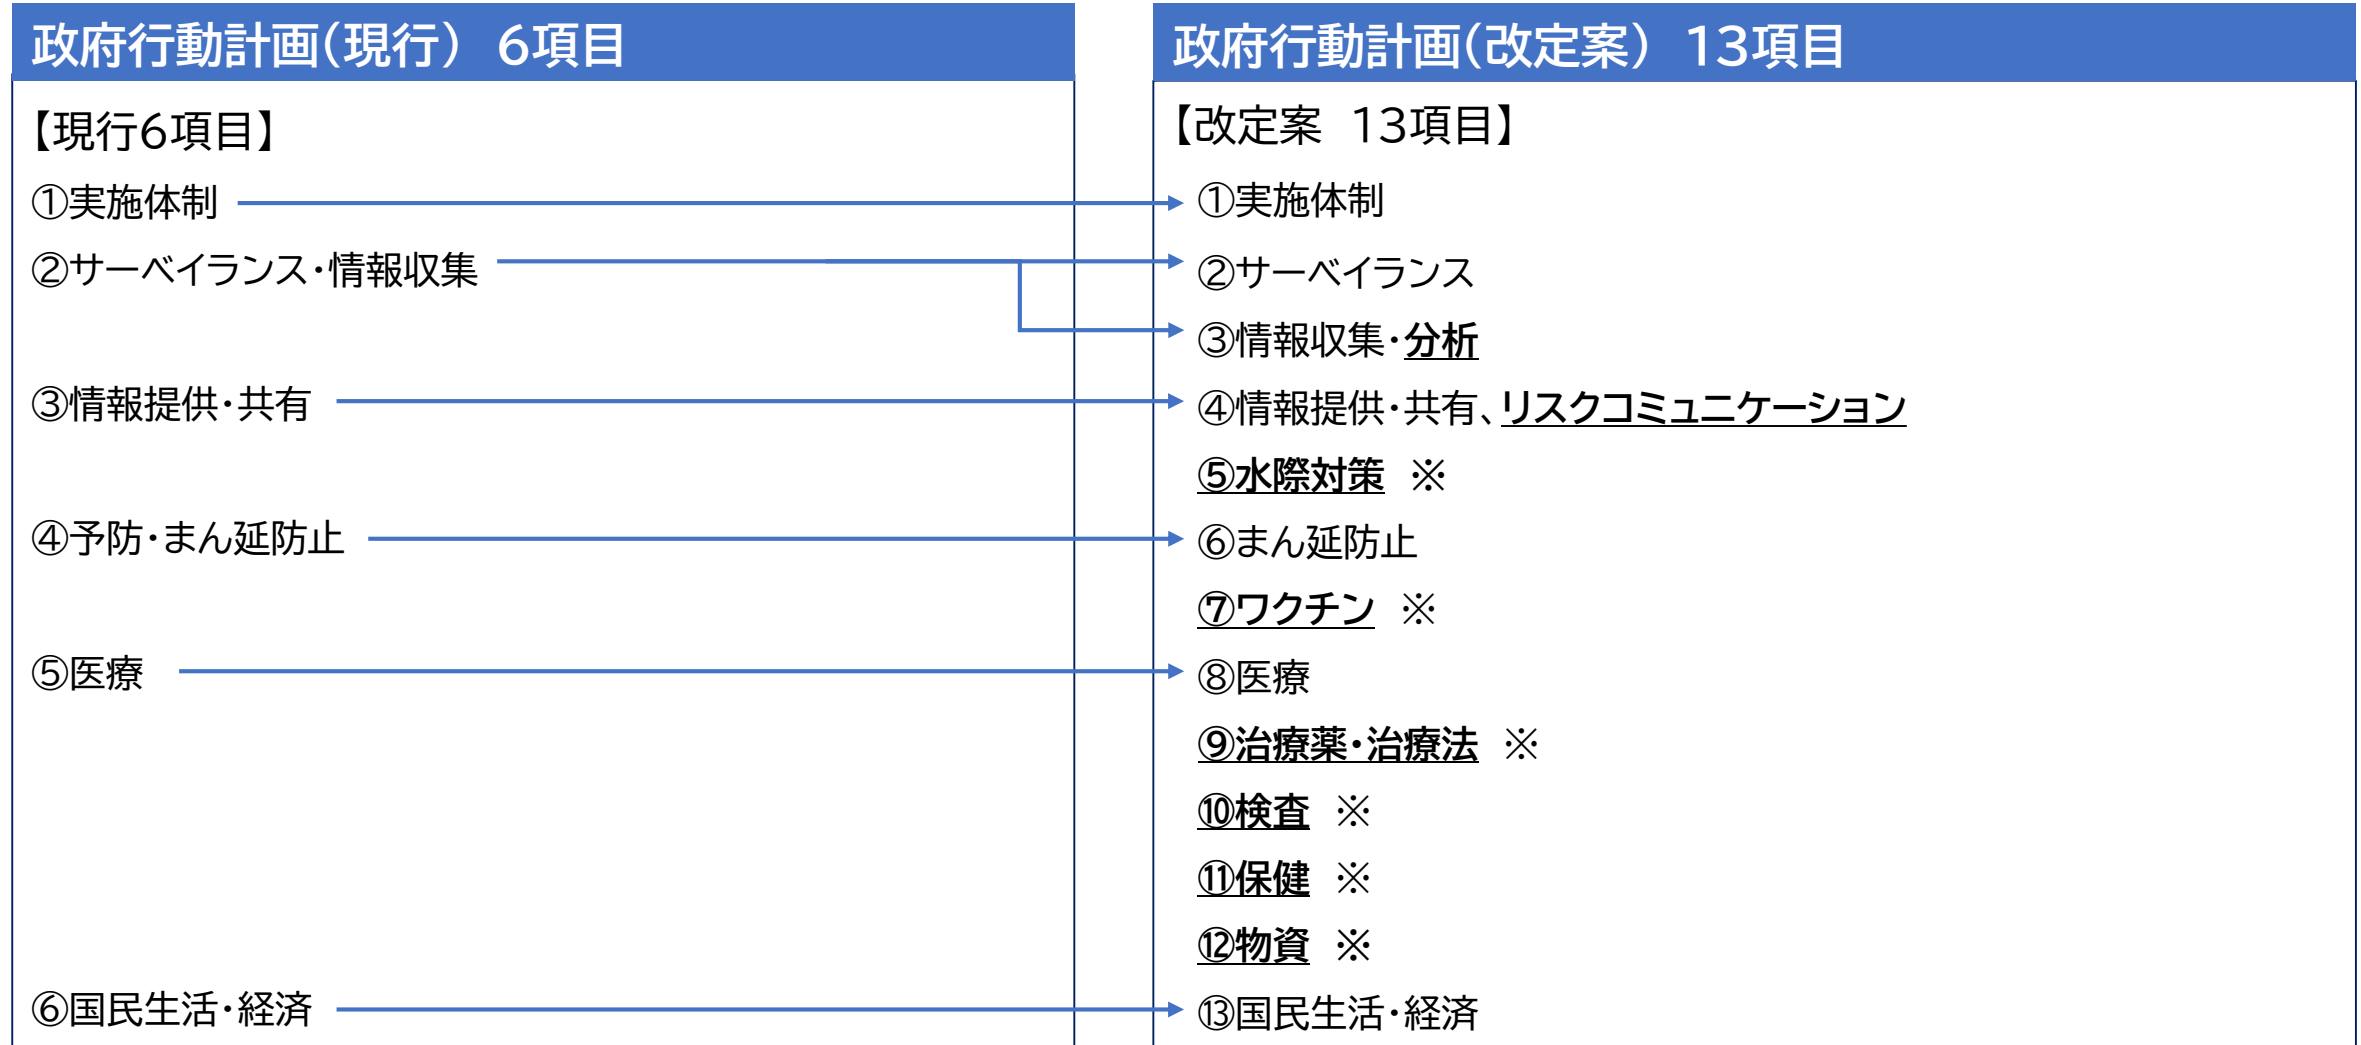 政府行動計画(現行) 6項目
【現行6項目】
①実施体制
②サーベイランス・情報収集
③情報提供・共有
④予防・まん延防止
⑤医療
⑥国民生活・経済
政府行動計画(改定案) 13項目
【改定案 13項目】
①実施体制
②サーベイランス
③情報収集・分析
④情報提供・共有、リスクコミュニケーション
⑤水際対策 ※
⑥まん延防止
⑦ワクチン ※
⑧医療
⑨治療薬・治療法 ※
⑩検査 ※
⑪保健 ※
⑫物資 ※
⑬国民生活・経済